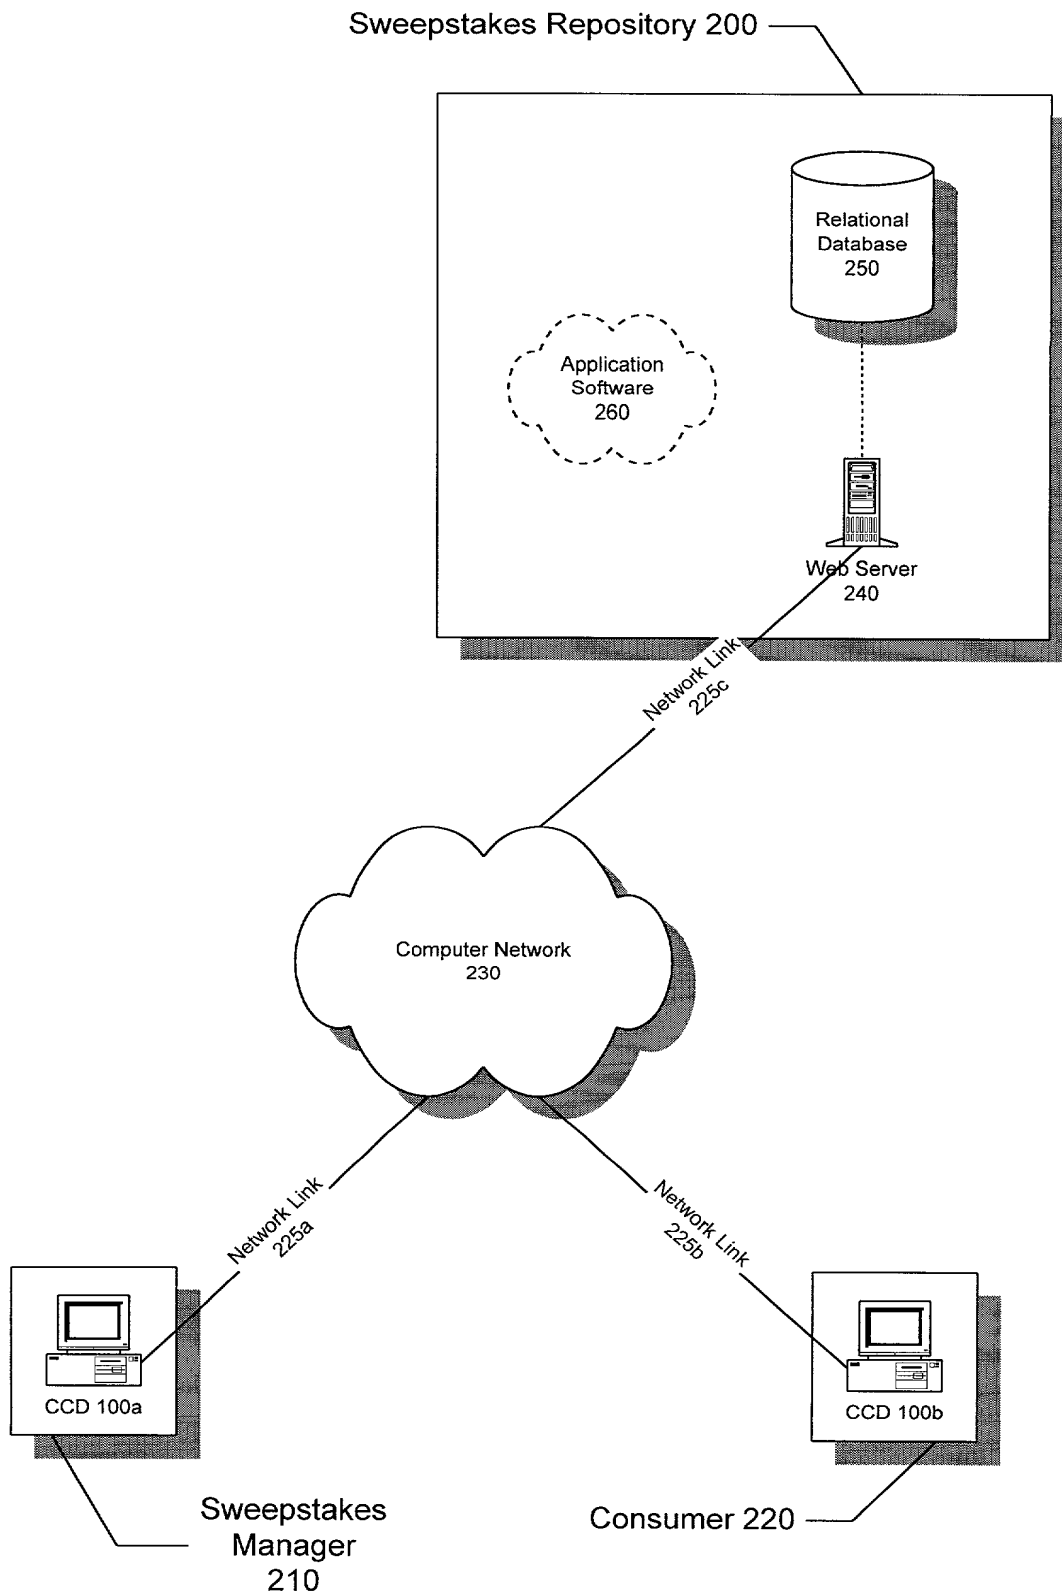 Sweepstakes Repository 200
Relational
Database
250
Application
Software
260
Web Server
240
Network Link
225c
Computer Network
230
Network Link
225a
Network Link
225b
CCD 100a
CCD 100b
Sweepstakes
Manager
210
Consumer 220